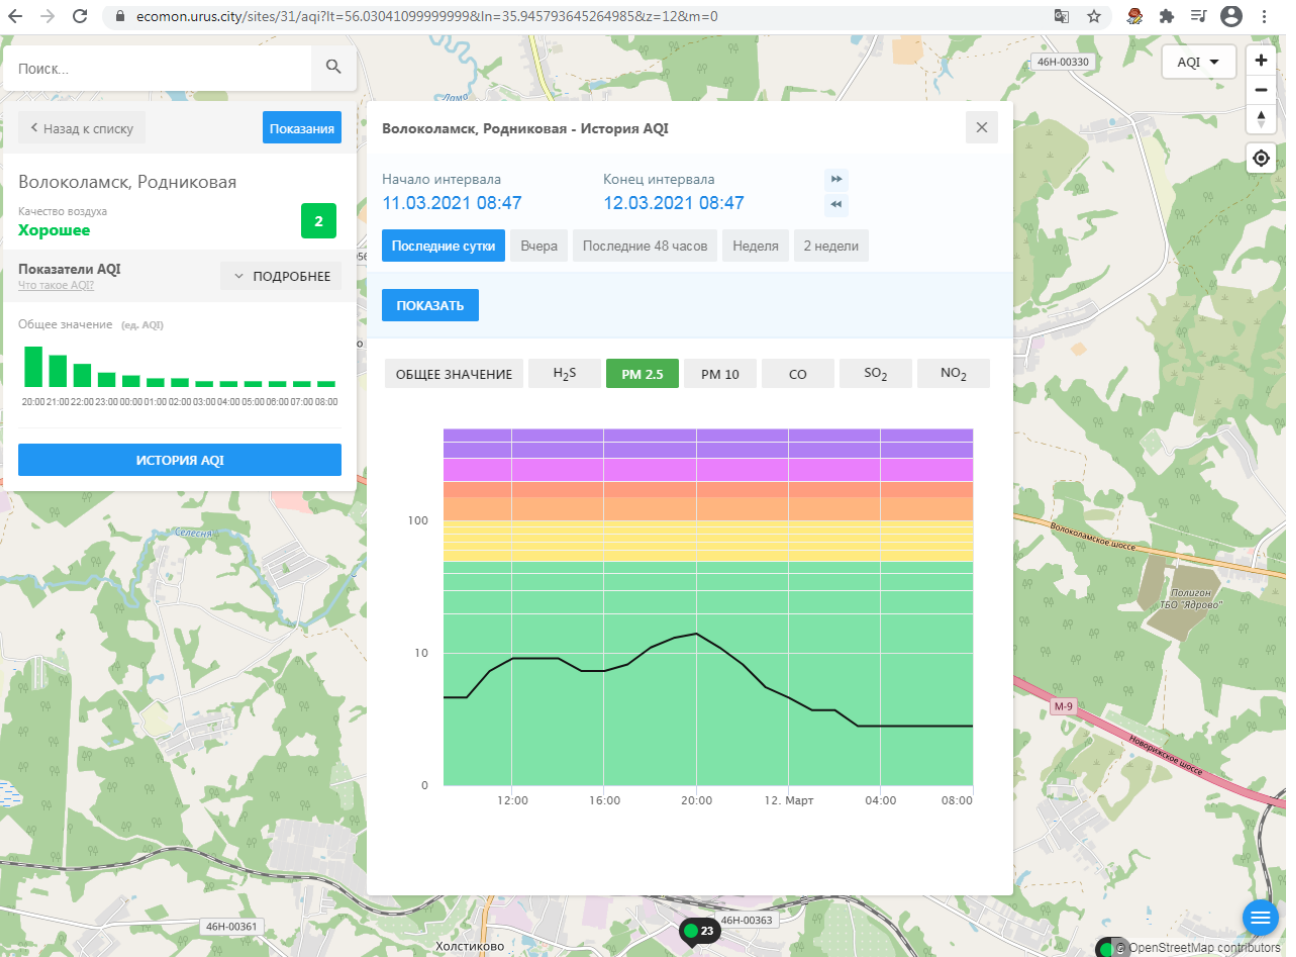 ecomon.urus.city/sites/31/aqi?lt=56.03041099999999&ln=35.945793645264985&z=12&m=0
Поиск...
46Н-00330
AQI
Лама
Назад к списку
Показания
Волоколамск, Родниковая - История AQI
Волоколамск, Родниковая
Качество воздуха
Хорошее
2
Начало интервала
Конец интервала
11.03.2021 08:47
12.03.2021 08:47
Последние сутки
Вчера
Последние 48 часов
Неделя
2 недели
Показатели AQI
Что такое AQI?
ПОДРОБНЕЕ
ПОКАЗАТЬ
Общее значение (ед. AQI)
20:00 21:00 22:00 23:00 00:00 01:00 02:00 03:00 04:00 05:00 06:00 07:00 08:00
ИСТОРИЯ AQI
ОБЩЕЕ ЗНАЧЕНИЕ
H₂S
PM 2.5
PM 10
CO
SO₂
NO₂
100
10
0
12:00
16:00
20:00
12. Март
04:00
08:00
Селесня
Волоколамское шоссе
Полигон
ТБО "Ядрово"
М-9
Новорижское шоссе
46Н-00361
46Н-00363
23
Холстиково
© OpenStreetMap contributors